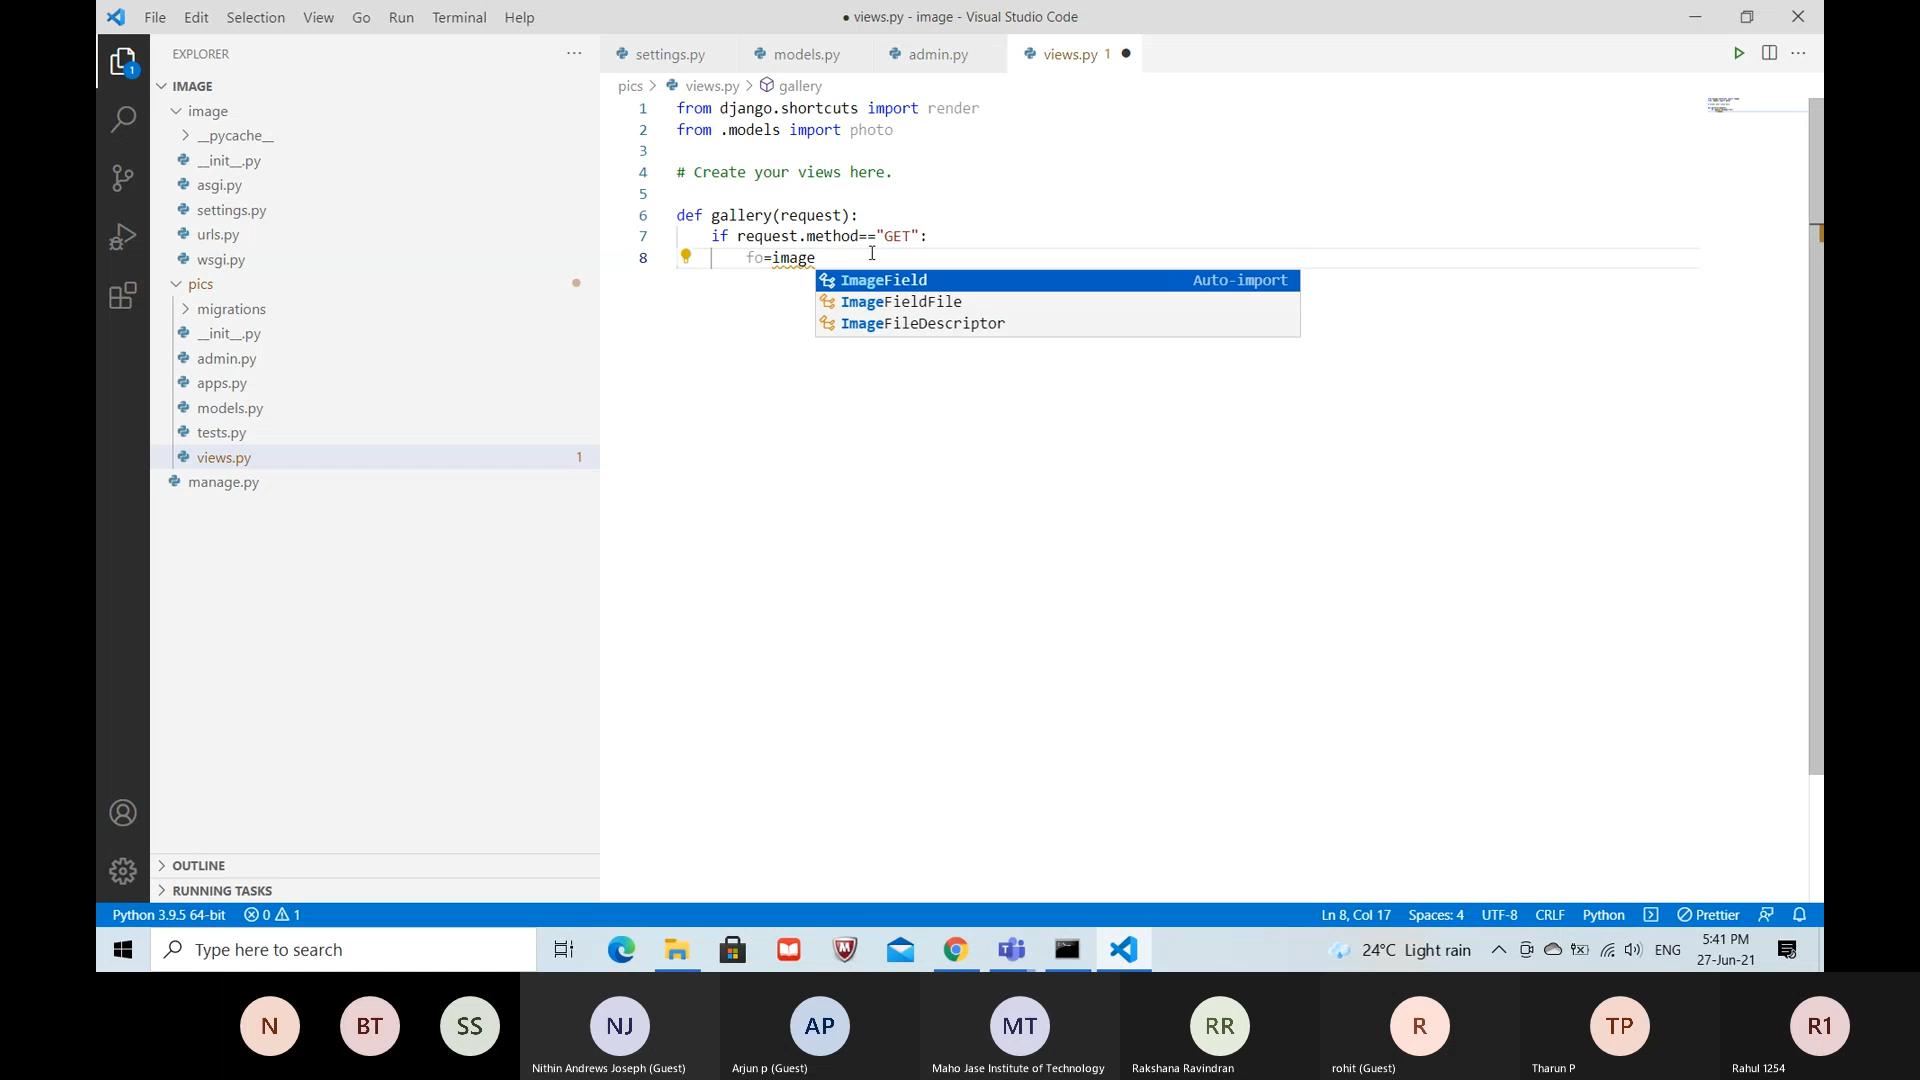 File Edit Selection View Go Run Terminal Help
● views.py - image - Visual Studio Code
EXPLORER
settings.py
models.py
admin.py
views.py 1
1
IMAGE
image
__pycache__
__init__.py
asgi.py
settings.py
urls.py
wsgi.py
pics
migrations
__init__.py
admin.py
apps.py
models.py
tests.py
views.py 1
manage.py
OUTLINE
RUNNING TASKS
pics > views.py > gallery
1 from django.shortcuts import render
2 from .models import photo
3
4 # Create your views here.
5
6 def gallery(request):
7 if request.method=="GET":
8 fo=image
ImageField Auto-import
ImageFieldFile
ImageFileDescriptor
Python 3.9.5 64-bit 0 1
Ln 8, Col 17 Spaces: 4 UTF-8 CRLF Python Prettier
Type here to search
24°C Light rain
ENG
5:41 PM
27-Jun-21
N BT SS NJ AP MT RR R TP R1
Nithin Andrews Joseph (Guest)
Arjun p (Guest)
Maho Jase Institute of Technology
Rakshana Ravindran
rohit (Guest)
Tharun P
Rahul 1254